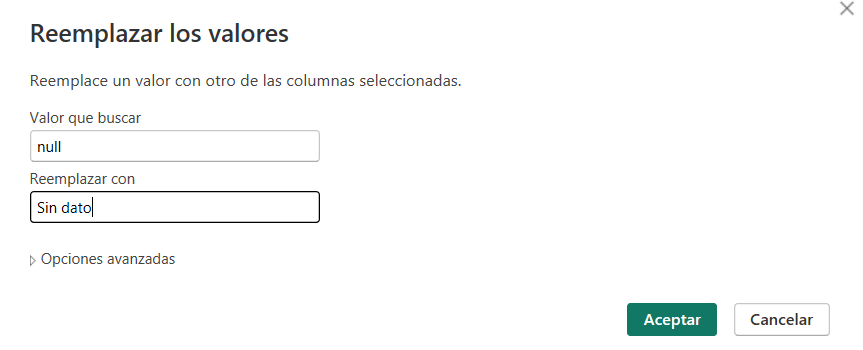 Reemplazar los valores
Reemplace un valor con otro de las columnas seleccionadas.
Valor que buscar
null
Reemplazar con
Sin dato
Opciones avanzadas
Aceptar Cancelar